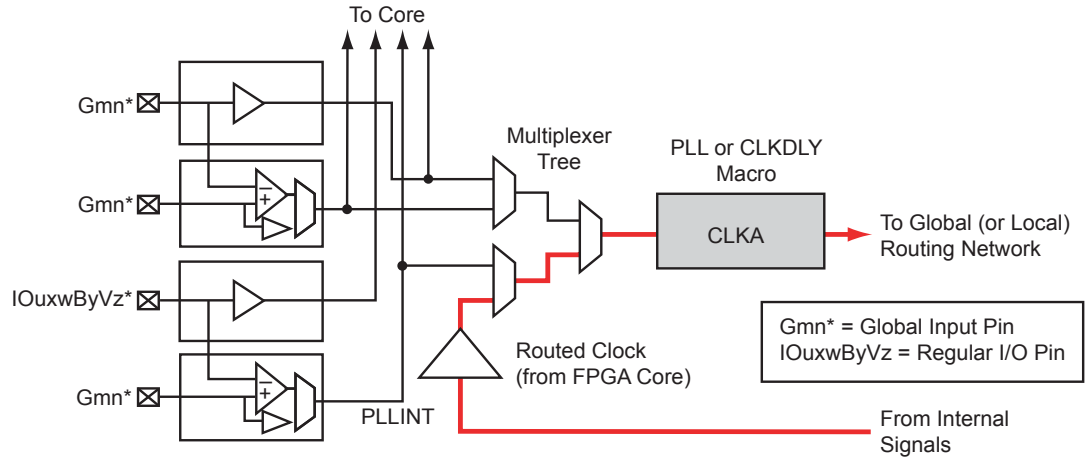 To Core
Gmn*
Multiplexer
Tree
PLL or CLKDLY
Macro
Gmn*
−
+
CLKA
To Global (or Local)
Routing Network
IOuxwByVz*
Gmn* = Global Input Pin
IOuxwByVz = Regular I/O Pin
Routed Clock
(from FPGA Core)
Gmn*
−
+
PLLINT
From Internal
Signals